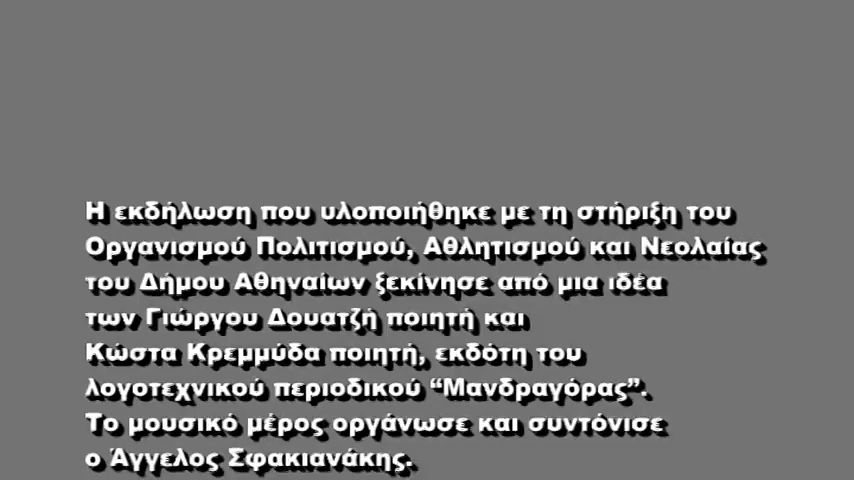 Η εκδήλωση που υλοποιήθηκε με τη στήριξη του
Οργανισμού Πολιτισμού, Αθλητισμού και Νεολαίας
του Δήμου Αθηναίων ξεκίνησε από μια ιδέα
των Γιώργου Δουατζή ποιητή και
Κώστα Κρεμμύδα ποιητή, εκδότη του
λογοτεχνικού περιοδικού “Μανδραγόρας”.
Το μουσικό μέρος οργάνωσε και συντόνισε
ο Άγγελος Σφακιανάκης.